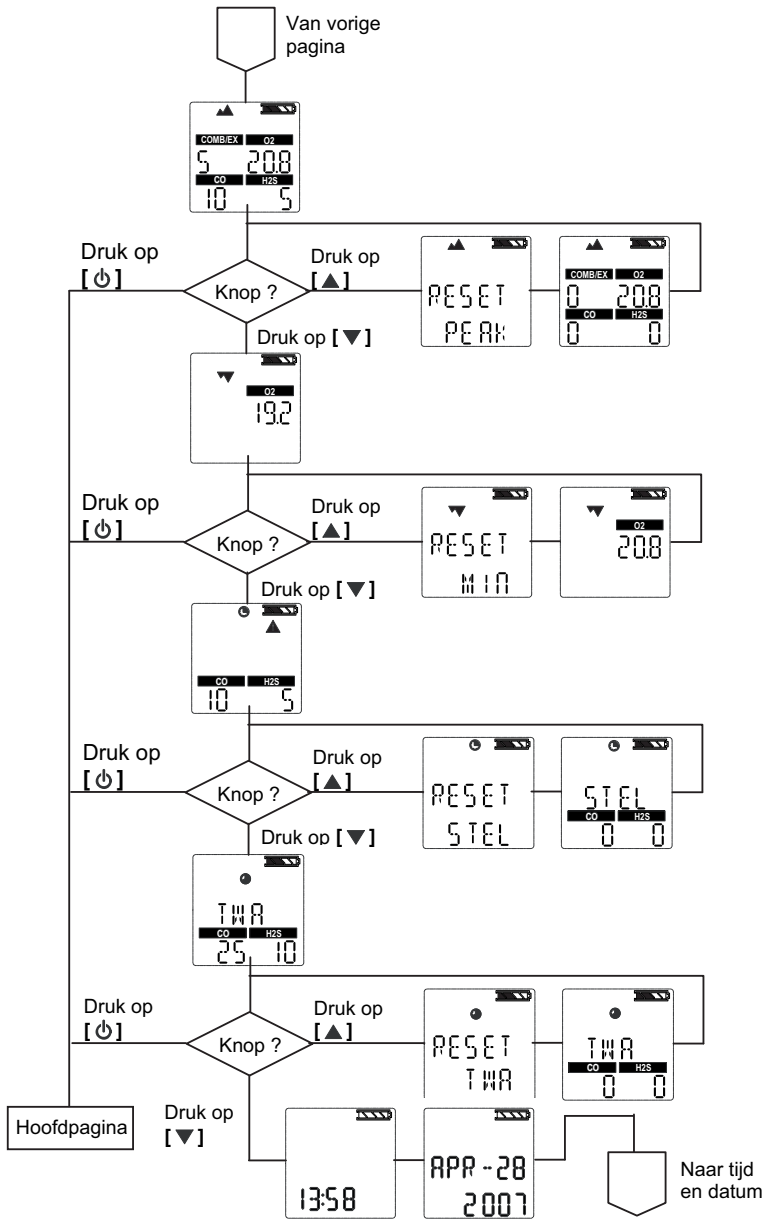 Van vorige
pagina
COMB/EX O2
5 20.8
CO H2S
10 5
Druk op
[⏻]
Knop ?
Druk op
[▲]
RESET
PEAK
COMB/EX O2
0 20.8
CO H2S
0 0
Druk op [▼]
O2
19.2
Druk op
[⏻]
Knop ?
Druk op
[▲]
RESET
MIN
O2
20.8
Druk op [▼]
CO H2S
10 5
Druk op
[⏻]
Knop ?
Druk op
[▲]
RESET
STEL
STEL
CO H2S
0 0
Druk op [▼]
TWA
CO H2S
25 10
Druk op
[⏻]
Knop ?
Druk op
[▲]
RESET
TWA
TWA
CO H2S
0 0
Hoofdpagina
Druk op
[▼]
13:58
APR-28
2007
Naar tijd
en datum